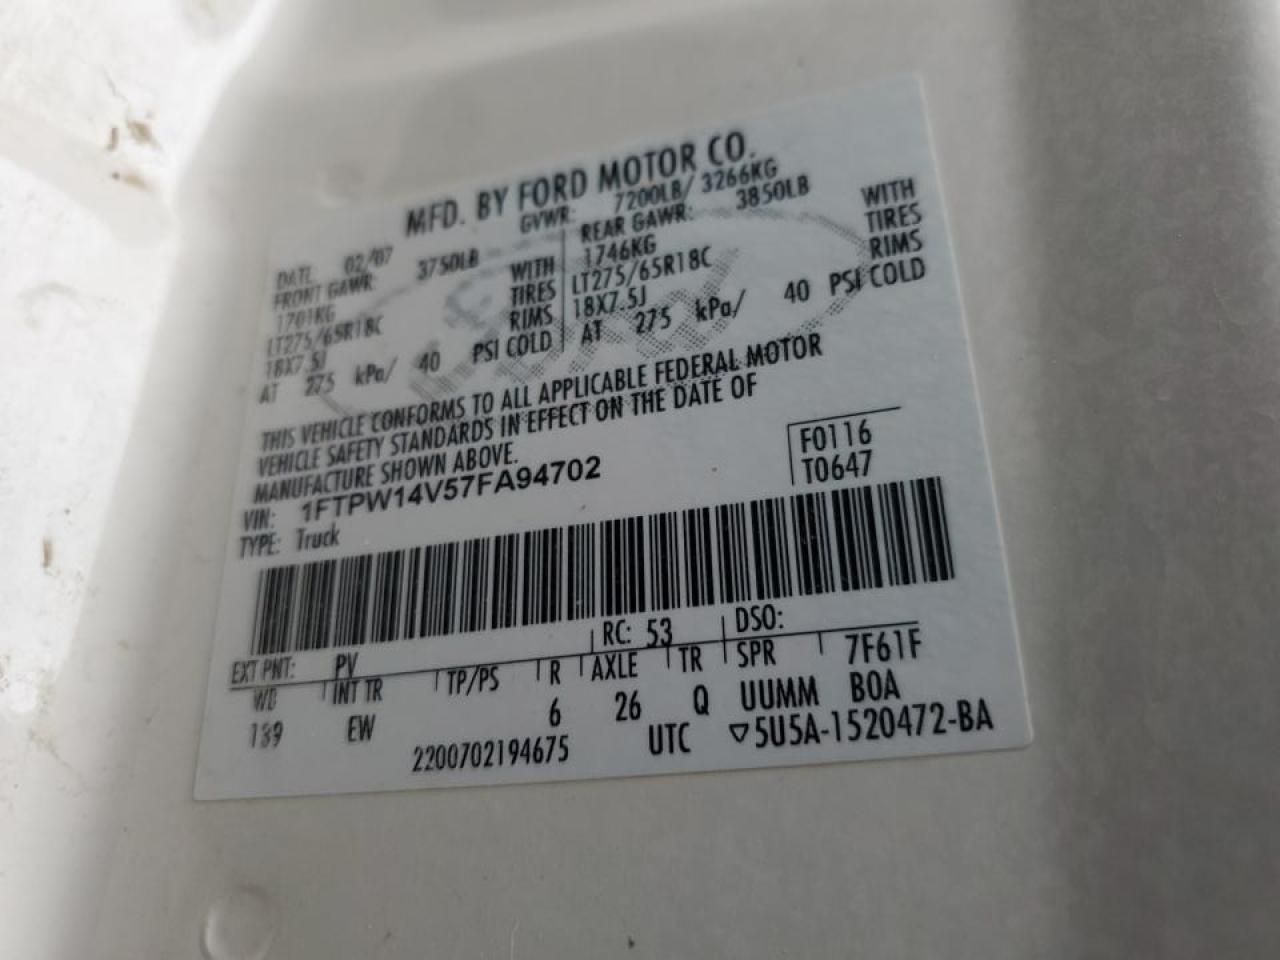 MFD. BY FORD MOTOR CO.
DATE 02/07 GVWR: 7200LB/ 3266KG
FRONT GAWR: 3750LB REAR GAWR: 3850LB
1701KG WITH 1746KG WITH
LT275/65R18C TIRES LT275/65R18C TIRES
18X7.5J RIMS 18X7.5J RIMS
AT 275 kPa/ 40 PSI COLD AT 275 kPa/ 40 PSI COLD
THIS VEHICLE CONFORMS TO ALL APPLICABLE FEDERAL MOTOR
VEHICLE SAFETY STANDARDS IN EFFECT ON THE DATE OF
MANUFACTURE SHOWN ABOVE.
VIN: 1FTPW14V57FA94702 F0116
TYPE: Truck T0647
EXT PNT: PV RC: 53 DSO:
WB INT TR TP/PS R AXLE TR SPR 7F61F
139 EW 6 26 Q UUMM BOA
2200702194675 UTC ▽5U5A-1520472-BA
Ford